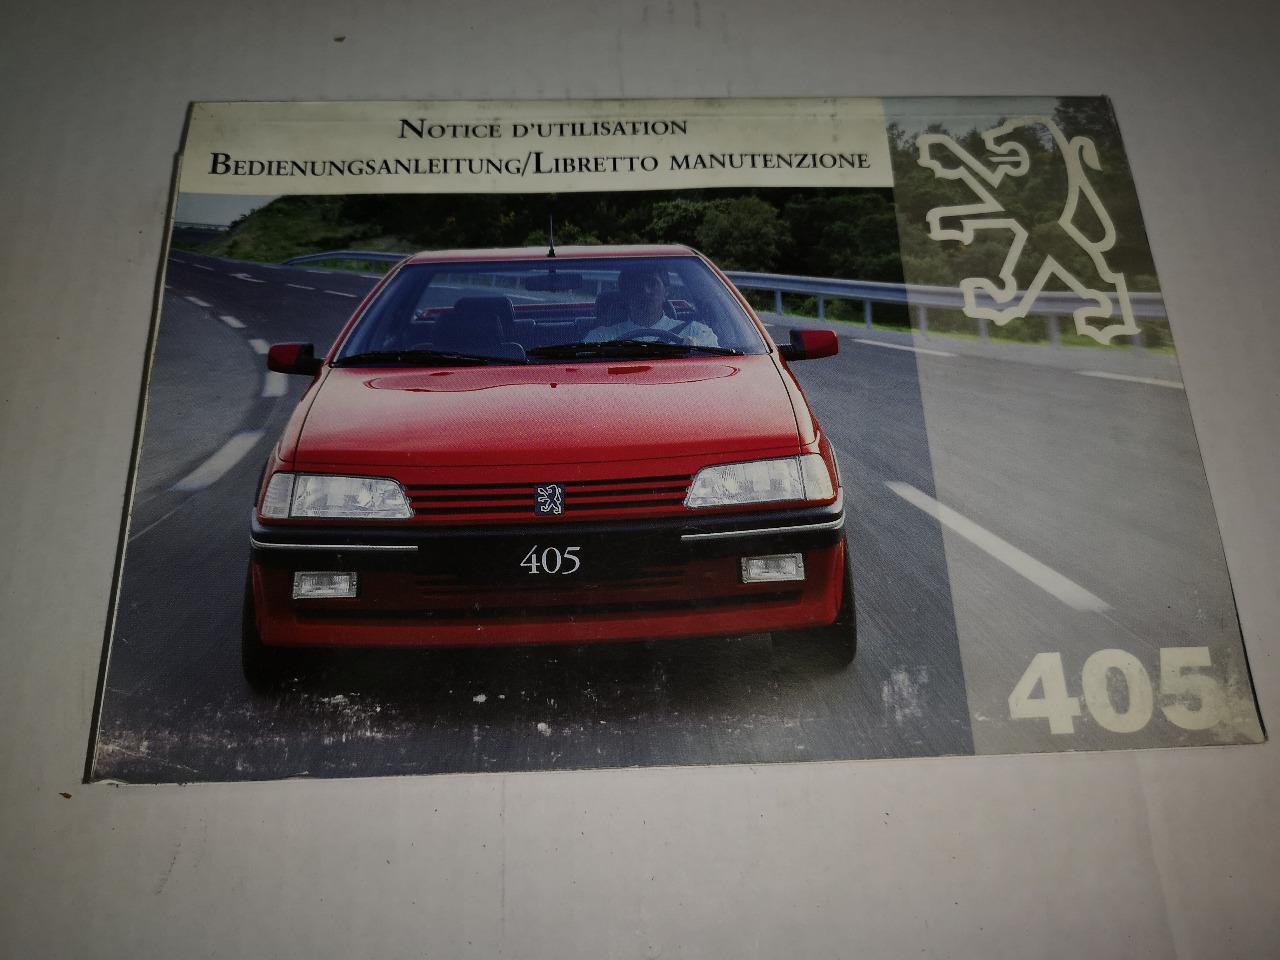 NOTICE D'UTILISATION
BEDIENUNGSANLEITUNG/LIBRETTO MANUTENZIONE
405
405